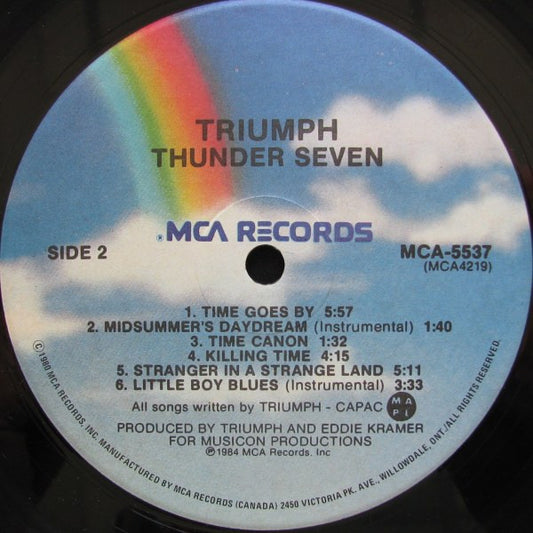 TRIUMPH
THUNDER SEVEN
® MCA RECORDS
SIDE 2
MCA-5537
(MCA4219)
1. TIME GOES BY 5:57
2. MIDSUMMER'S DAYDREAM (Instrumental) 1:40
3. TIME CANON 1:32
4. KILLING TIME 4:15
5. STRANGER IN A STRANGE LAND 5:11
6. LITTLE BOY BLUES (Instrumental) 3:33
All songs written by TRIUMPH - CAPAC
M A P L
PRODUCED BY TRIUMPH AND EDDIE KRAMER
FOR MUSICON PRODUCTIONS
℗1984 MCA Records. Inc
©1980 MCA RECORDS, INC. MANUFACTURED BY MCA RECORDS (CANADA) 2450 VICTORIA PK. AVE., WILLOWDALE, ONT./ALL RIGHTS RESERVED.